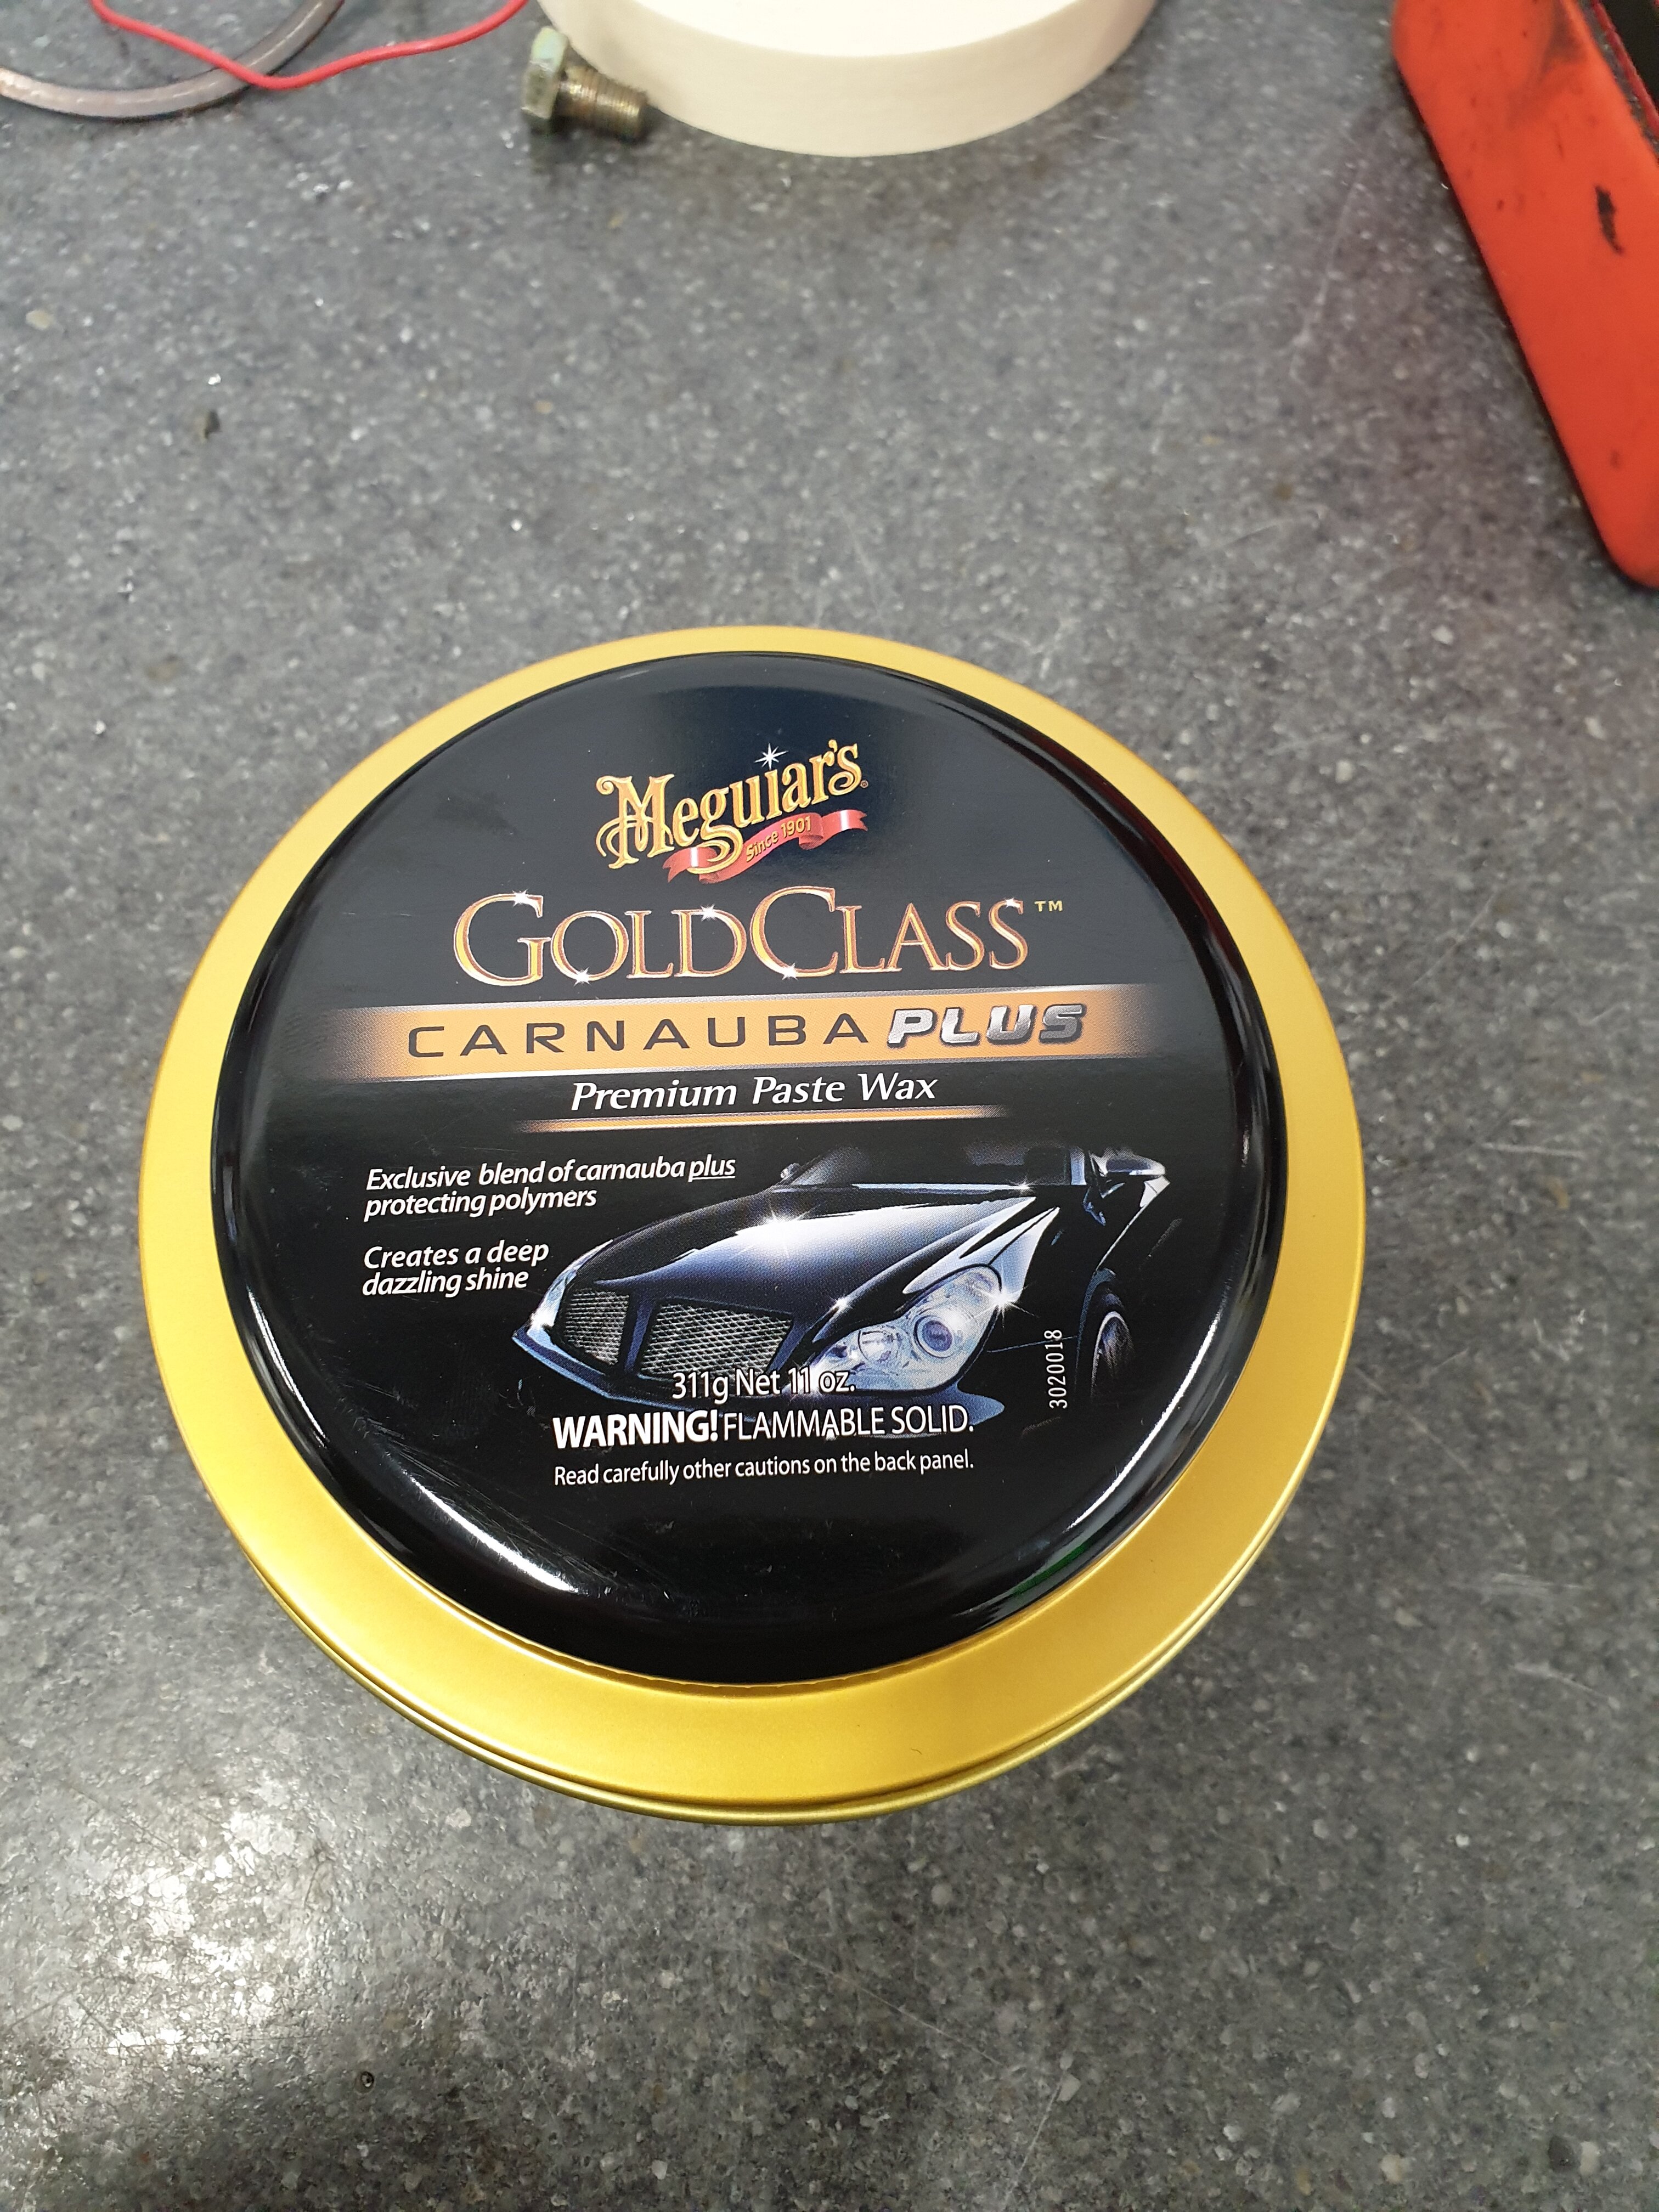 Meguiar's
Since 1901
GOLDCLASS™
CARNAUBA PLUS
Premium Paste Wax
Exclusive blend of carnauba plus
protecting polymers
Creates a deep
dazzling shine
3020018
311g Net 11 oz.
WARNING! FLAMMABLE SOLID.
Read carefully other cautions on the back panel.